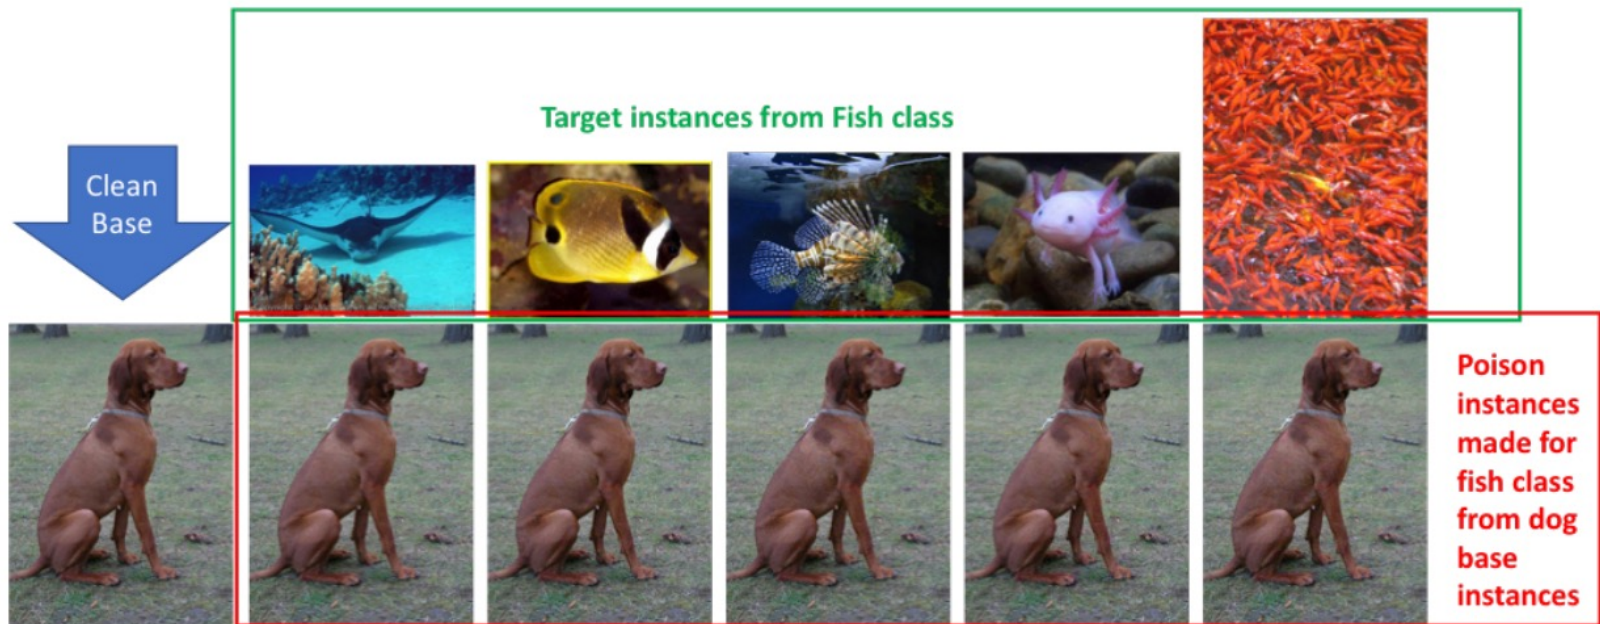 Target instances from Fish class
Clean
Base
Poison
instances
made for
fish class
from dog
base
instances